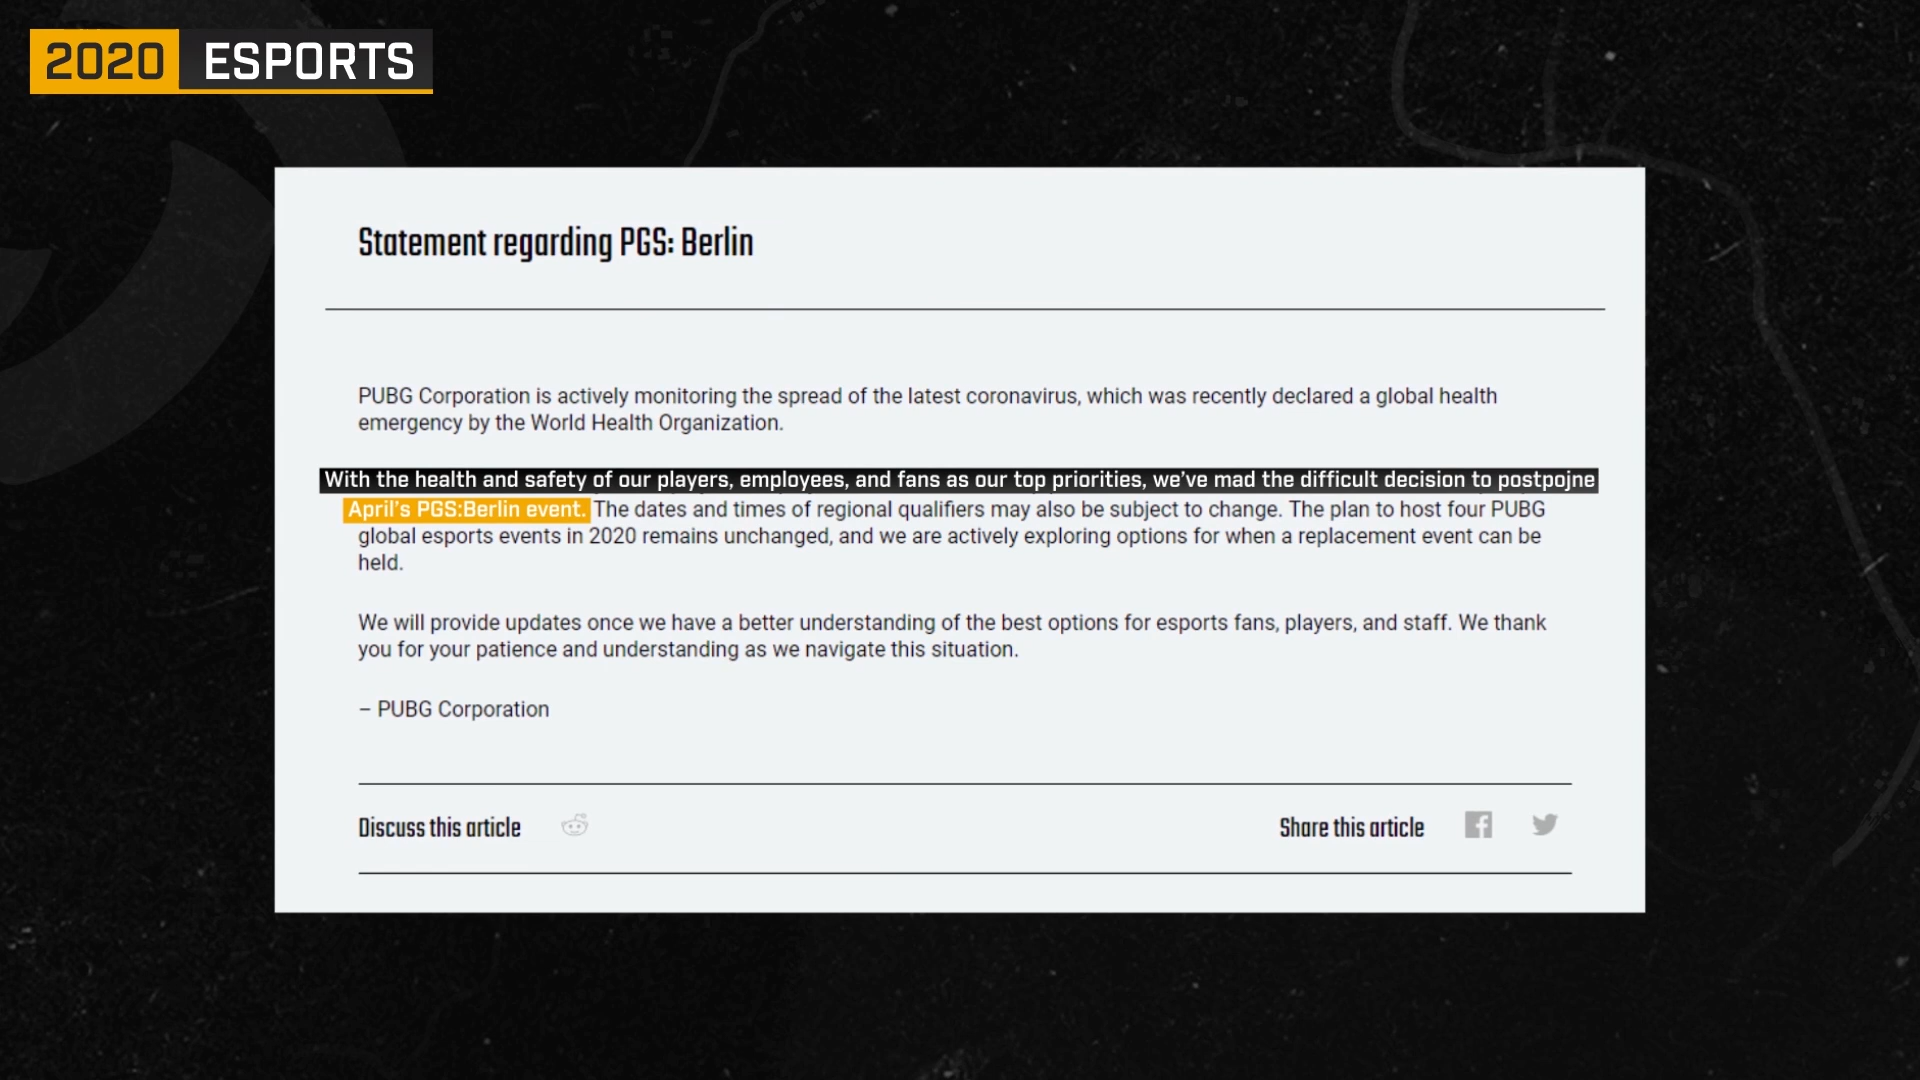 2020 ESPORTS
Statement regarding PGS: Berlin
PUBG Corporation is actively monitoring the spread of the latest coronavirus, which was recently declared a global health
emergency by the World Health Organization.
With the health and safety of our players, employees, and fans as our top priorities, we've mad the difficult decision to postpojne
April's PGS:Berlin event. The dates and times of regional qualifiers may also be subject to change. The plan to host four PUBG
global esports events in 2020 remains unchanged, and we are actively exploring options for when a replacement event can be
held.
We will provide updates once we have a better understanding of the best options for esports fans, players, and staff. We thank
you for your patience and understanding as we navigate this situation.
– PUBG Corporation
Discuss this article
Share this article